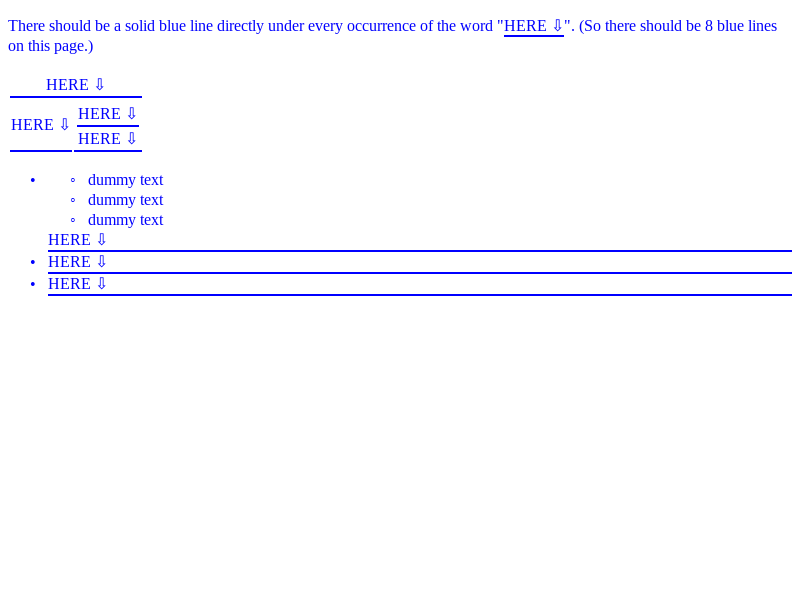 There should be a solid blue line directly under every occurrence of the word "HERE ⇩". (So there should be 8 blue lines
on this page.)
HERE ⇩
HERE ⇩ HERE ⇩
HERE ⇩
• ◦ dummy text
◦ dummy text
◦ dummy text
HERE ⇩
• HERE ⇩
• HERE ⇩